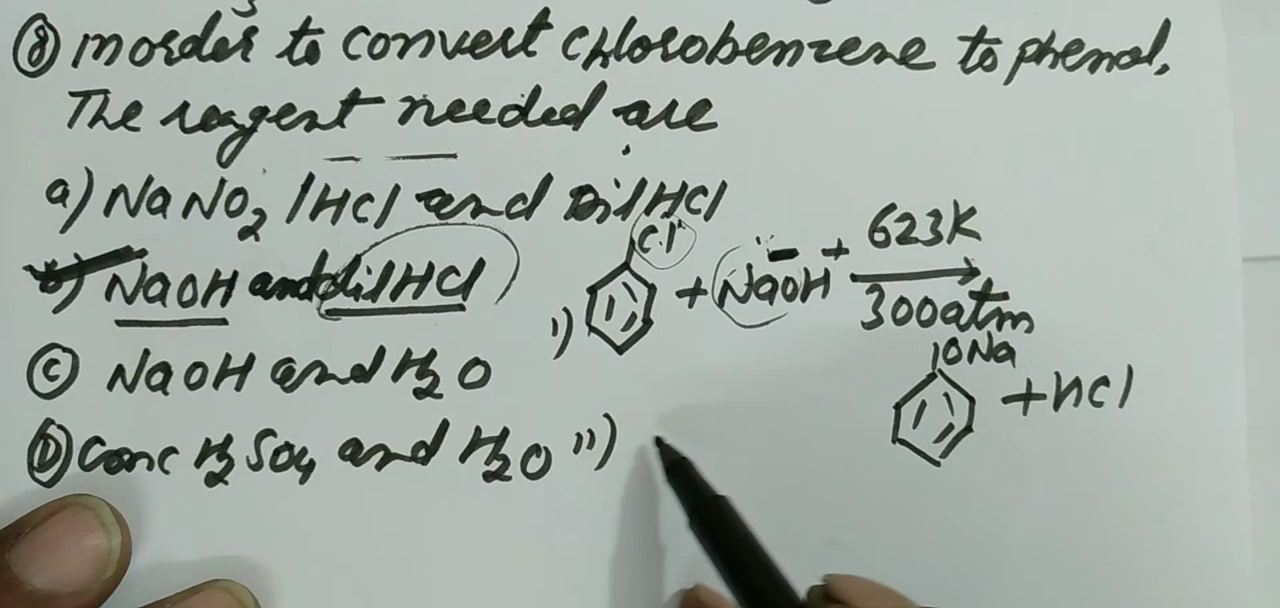 ⑧ inorder to convert chlorobenzene to phenol,
The reagent needed are
a) NaNO₂/HCl and Dil HCl
b) NaOH and dil HCl
Ⓒ NaOH and H₂O
Ⓓ conc H₂SO₄ and H₂O
i) Cl + NaOH 623K 300atm
ONa + HCl
ii)